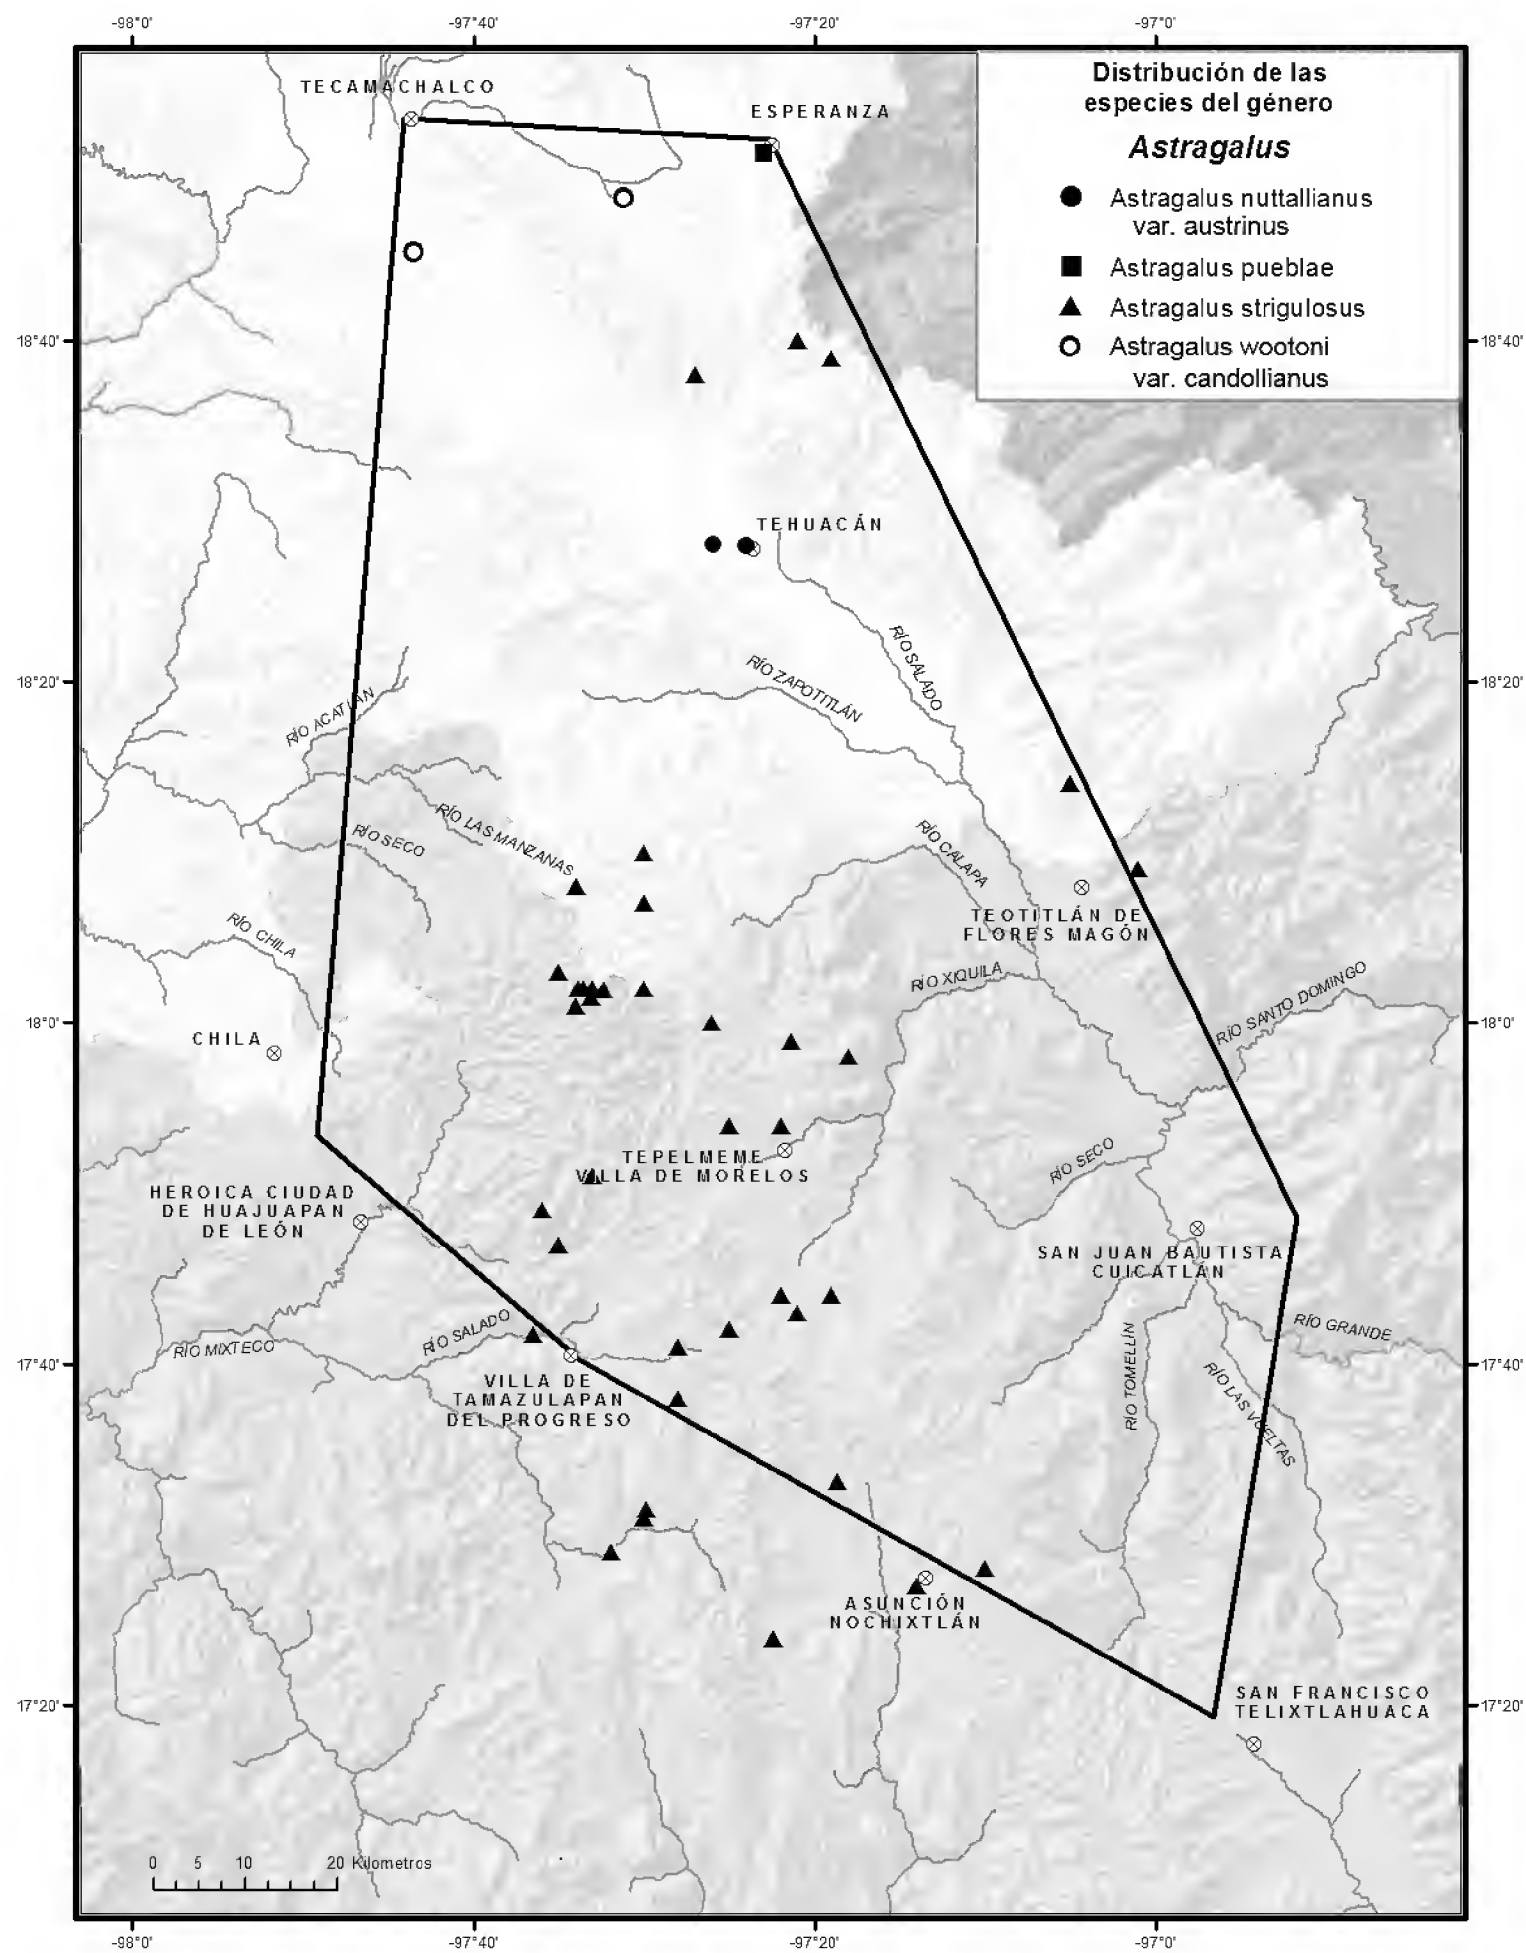 -98°0'
-97°40'
-97°20'
-97°0'
TECAMACHALCO
ESPERANZA
Distribución de las
especies del género
Astragalus
Astragalus nuttallianus
var. austrinus
Astragalus pueblae
Astragalus strigulosus
Astragalus wootoni
var. candollianus
18°40'
18°40'
TEHUACÁN
RÍO SALADO
RÍO ZAPOTITLÁN
18°20'
18°20'
RÍO ACATLÁN
RÍO LAS MANZANAS
RÍO SECO
RÍO CALAPA
TEOTITLÁN DE
FLORES MAGÓN
RÍO CHILA
RÍO XIQUILA
RÍO SANTO DOMINGO
18°0'
18°0'
CHILA
TEPELMEME
VILLA DE MORELOS
RÍO SECO
HEROICA CIUDAD
DE HUAJUAPAN
DE LEÓN
SAN JUAN BAUTISTA
CUICATLÁN
RÍO SALADO
RÍO MIXTECO
RÍO GRANDE
17°40'
17°40'
RÍO TOMELLÍN
RÍO LAS VUELTAS
VILLA DE
TAMAZULAPAN
DEL PROGRESO
ASUNCIÓN
NOCHIXTLÁN
17°20'
17°20'
SAN FRANCISCO
TELIXTLAHUACA
0 5 10 20 Kilometros
-98°0'
-97°40'
-97°20'
-97°0'